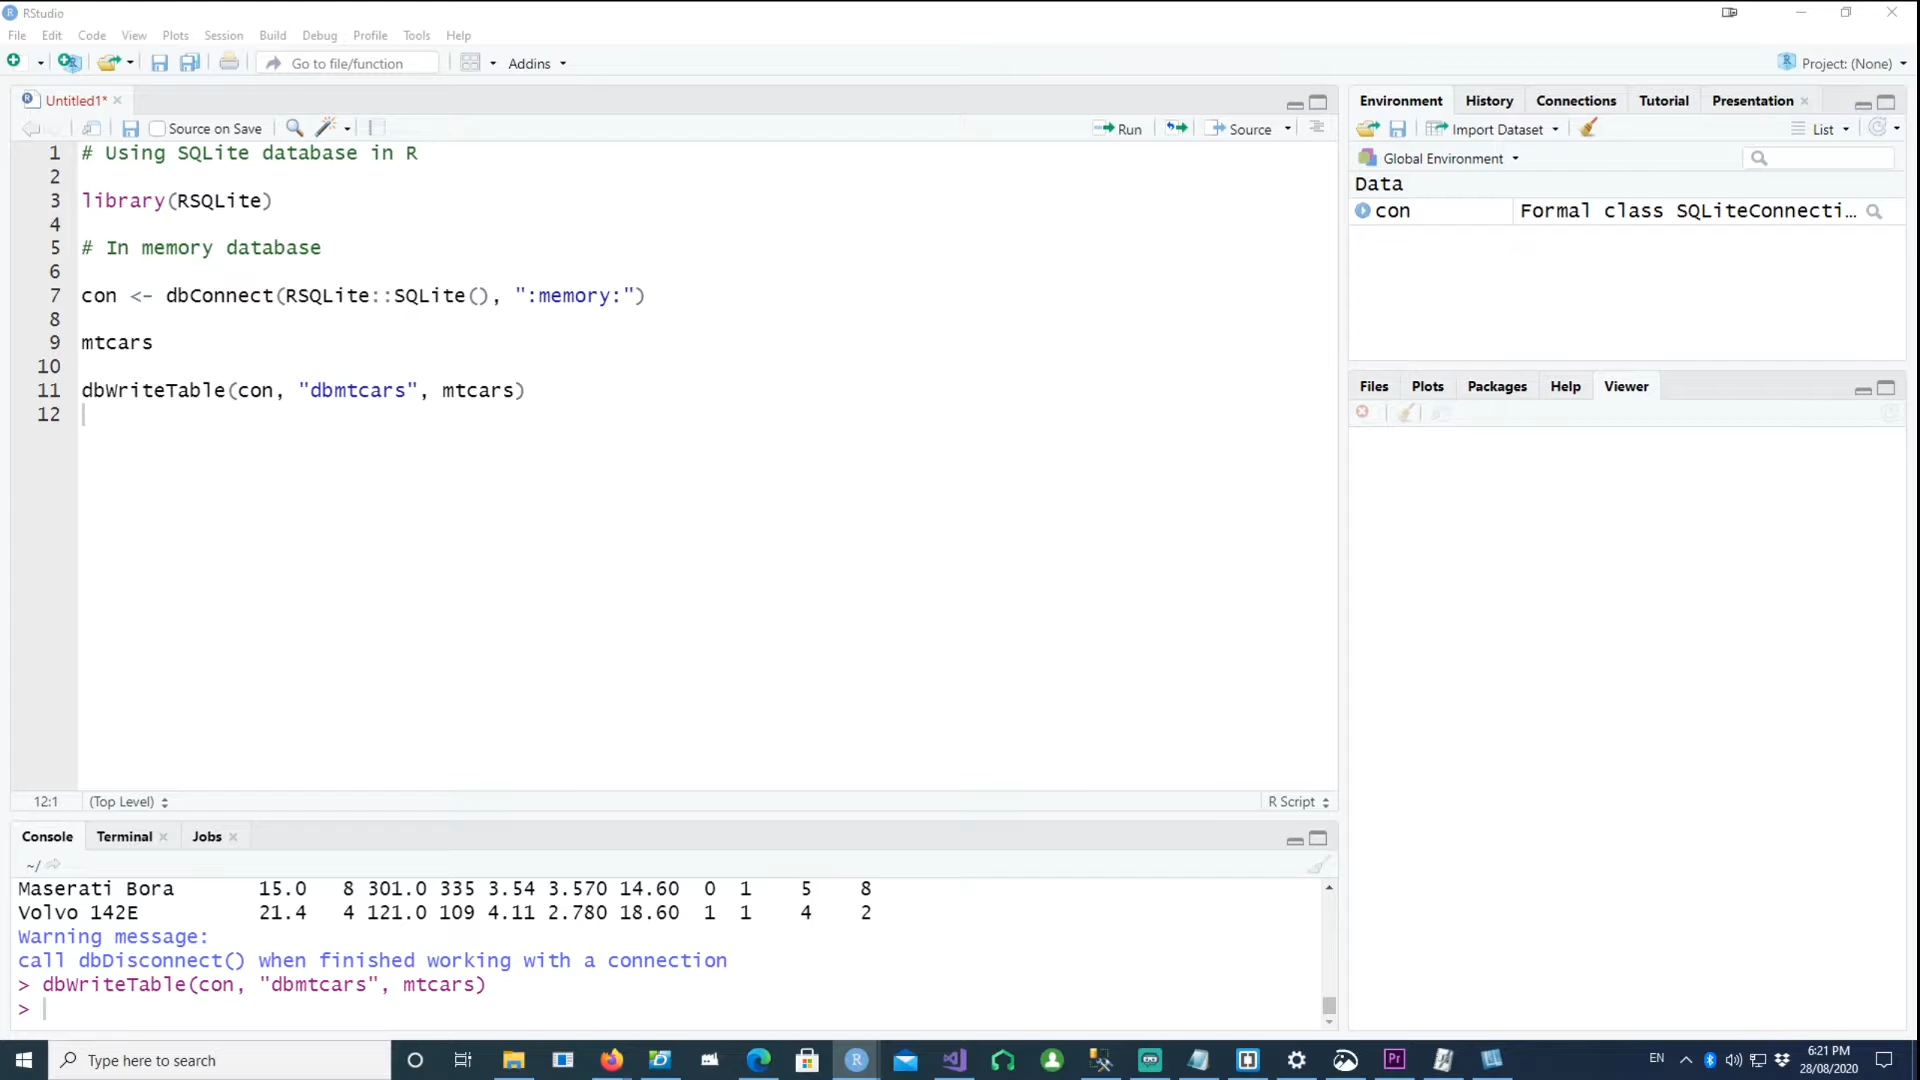 RStudio
File Edit Code View Plots Session Build Debug Profile Tools Help
Go to file/function Addins Project: (None)
Untitled1*
Source on Save Run Source
1 # Using SQLite database in R
2
3 library(RSQLite)
4
5 # In memory database
6
7 con <- dbConnect(RSQLite::SQLite(), ":memory:")
8
9 mtcars
10
11 dbWriteTable(con, "dbmtcars", mtcars)
12
12:1 (Top Level) R Script
Console Terminal Jobs
~/
Maserati Bora 15.0 8 301.0 335 3.54 3.570 14.60 0 1 5 8
Volvo 142E 21.4 4 121.0 109 4.11 2.780 18.60 1 1 4 2
Warning message:
call dbDisconnect() when finished working with a connection
> dbWriteTable(con, "dbmtcars", mtcars)
>
Environment History Connections Tutorial Presentation
Import Dataset List
Global Environment
Data
con Formal class SQLiteConnecti…
Files Plots Packages Help Viewer
Type here to search
R
Pr
EN
6:21 PM
28/08/2020